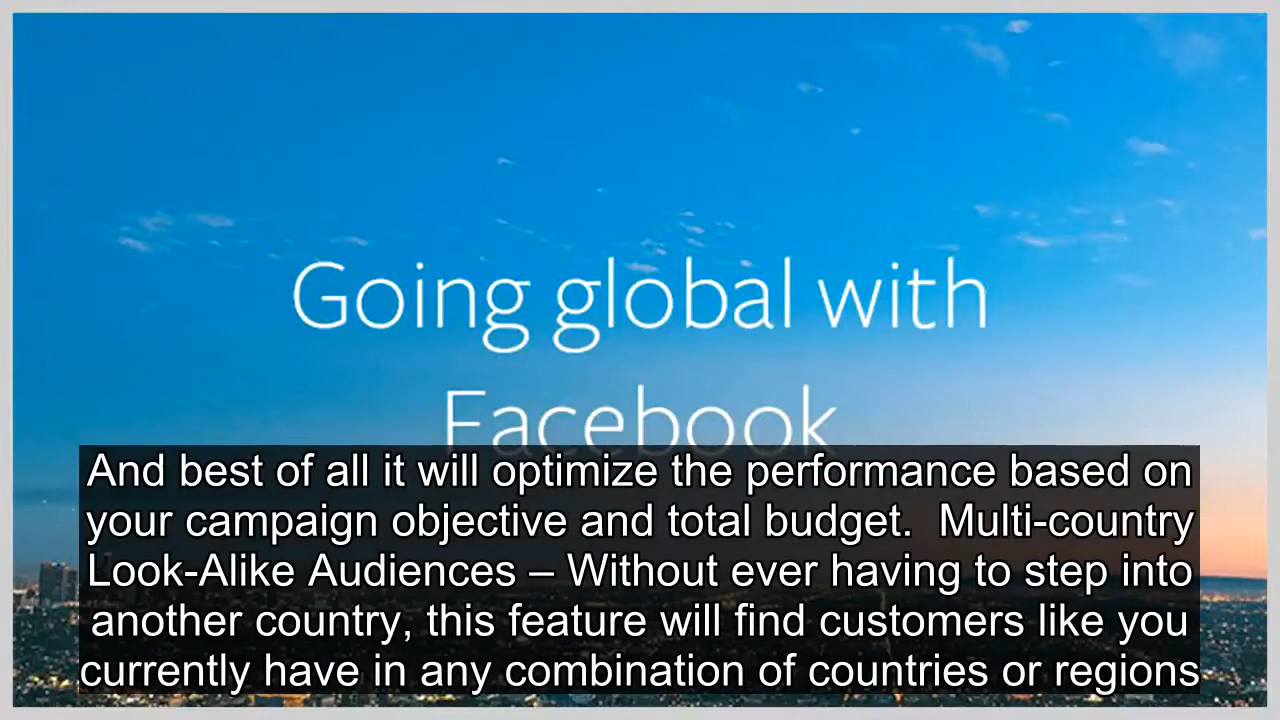 Going global with
Facebook
And best of all it will optimize the performance based on
your campaign objective and total budget.  Multi-country
Look-Alike Audiences – Without ever having to step into
another country, this feature will find customers like you
currently have in any combination of countries or regions